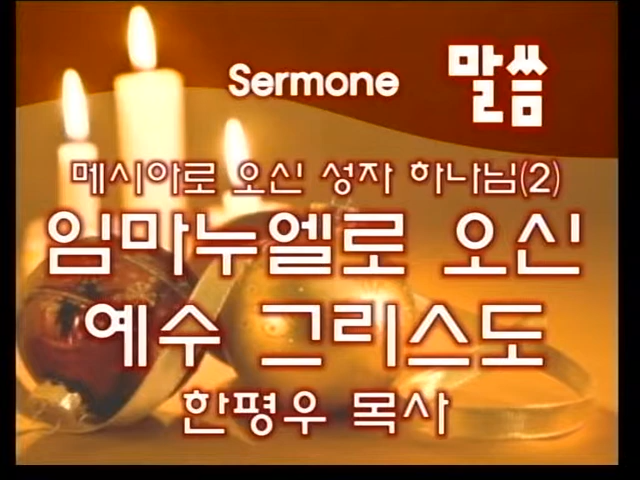 Sermone 말씀
메시아로 오신 성자 하나님(2)
임마누엘로 오신
예수 그리스도
한평우 목사